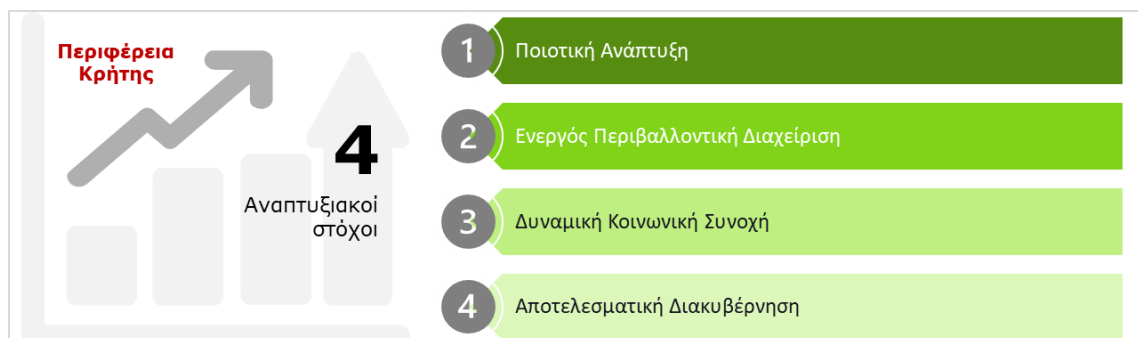 Περιφέρεια
Κρήτης
4
Αναπτυξιακοί
στόχοι
1
Ποιοτική Ανάπτυξη
2
Ενεργός Περιβαλλοντική Διαχείριση
3
Δυναμική Κοινωνική Συνοχή
4
Αποτελεσματική Διακυβέρνηση